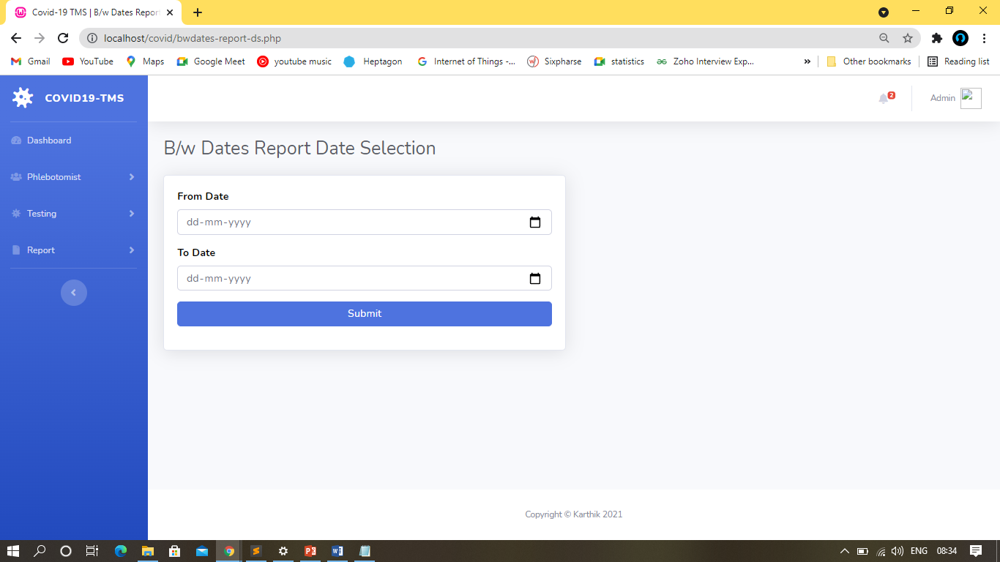 Covid-19 TMS | B/w Dates Report
localhost/covid/bwdates-report-ds.php
Gmail YouTube Maps Google Meet youtube music Heptagon Internet of Things -... Sixpharse statistics Zoho Interview Exp... » Other bookmarks Reading list
COVID19-TMS
2 Admin
Dashboard
Phlebotomist
Testing
Report
B/w Dates Report Date Selection
From Date
dd-mm-yyyy
To Date
dd-mm-yyyy
Submit
Copyright © Karthik 2021
ENG 08:34